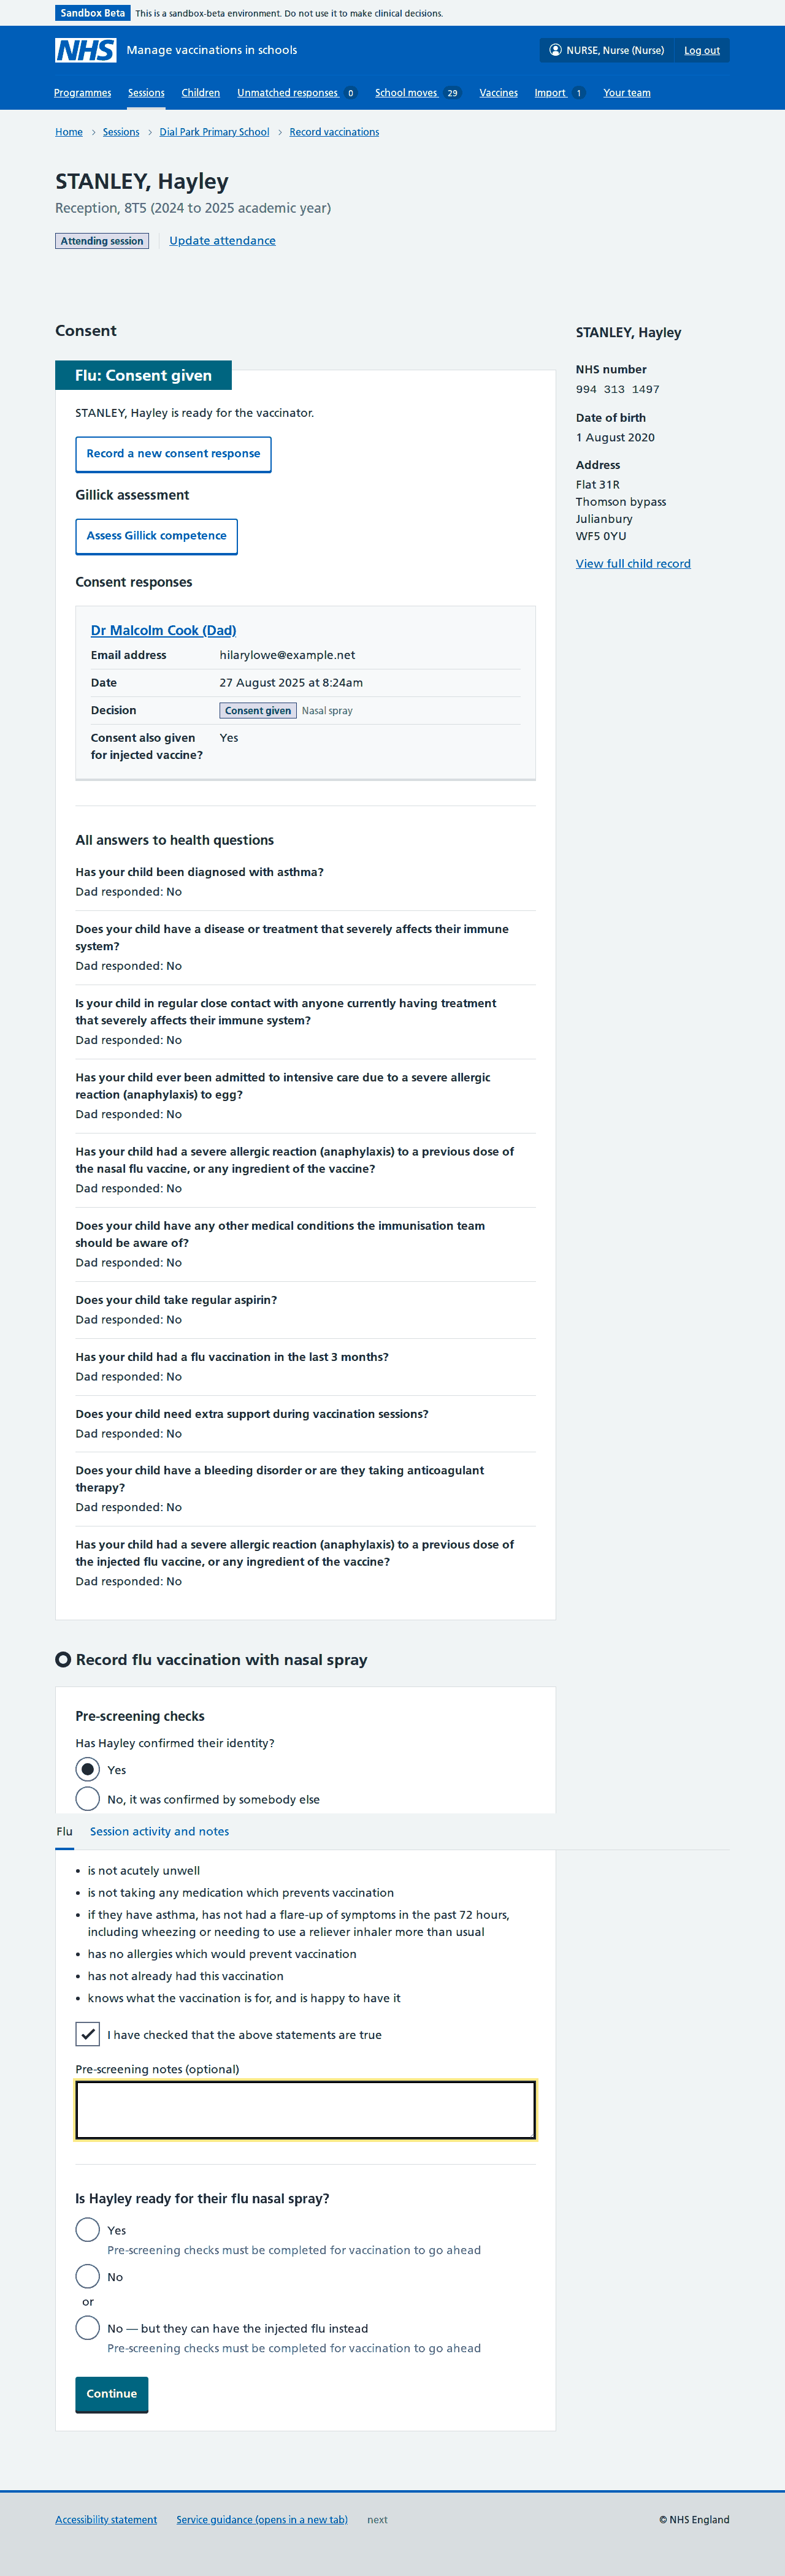 Sandbox Beta This is a sandbox-beta environment. Do not use it to make clinical decisions.
NHS Manage vaccinations in schools NURSE, Nurse (Nurse) Log out
Programmes Sessions Children Unmatched responses 0 School moves 29 Vaccines Import 1 Your team
Home Sessions Dial Park Primary School Record vaccinations
STANLEY, Hayley
Reception, 8T5 (2024 to 2025 academic year)
Attending session Update attendance
Consent
Flu: Consent given
STANLEY, Hayley is ready for the vaccinator.
Record a new consent response
Gillick assessment
Assess Gillick competence
Consent responses
Dr Malcolm Cook (Dad)
Email address hilarylowe@example.net
Date 27 August 2025 at 8:24am
Decision Consent given Nasal spray
Consent also given Yes
for injected vaccine?
All answers to health questions
Has your child been diagnosed with asthma?
Dad responded: No
Does your child have a disease or treatment that severely affects their immune
system?
Dad responded: No
Is your child in regular close contact with anyone currently having treatment
that severely affects their immune system?
Dad responded: No
Has your child ever been admitted to intensive care due to a severe allergic
reaction (anaphylaxis) to egg?
Dad responded: No
Has your child had a severe allergic reaction (anaphylaxis) to a previous dose of
the nasal flu vaccine, or any ingredient of the vaccine?
Dad responded: No
Does your child have any other medical conditions the immunisation team
should be aware of?
Dad responded: No
Does your child take regular aspirin?
Dad responded: No
Has your child had a flu vaccination in the last 3 months?
Dad responded: No
Does your child need extra support during vaccination sessions?
Dad responded: No
Does your child have a bleeding disorder or are they taking anticoagulant
therapy?
Dad responded: No
Has your child had a severe allergic reaction (anaphylaxis) to a previous dose of
the injected flu vaccine, or any ingredient of the vaccine?
Dad responded: No
STANLEY, Hayley
NHS number
994 313 1497
Date of birth
1 August 2020
Address
Flat 31R
Thomson bypass
Julianbury
WF5 0YU
View full child record
Record flu vaccination with nasal spray
Pre-screening checks
Has Hayley confirmed their identity?
Yes
No, it was confirmed by somebody else
Flu Session activity and notes
• is not acutely unwell
• is not taking any medication which prevents vaccination
• if they have asthma, has not had a flare-up of symptoms in the past 72 hours,
including wheezing or needing to use a reliever inhaler more than usual
• has no allergies which would prevent vaccination
• has not already had this vaccination
• knows what the vaccination is for, and is happy to have it
I have checked that the above statements are true
Pre-screening notes (optional)
Is Hayley ready for their flu nasal spray?
Yes
Pre-screening checks must be completed for vaccination to go ahead
No
or
No — but they can have the injected flu instead
Pre-screening checks must be completed for vaccination to go ahead
Continue
Accessibility statement Service guidance (opens in a new tab) next © NHS England